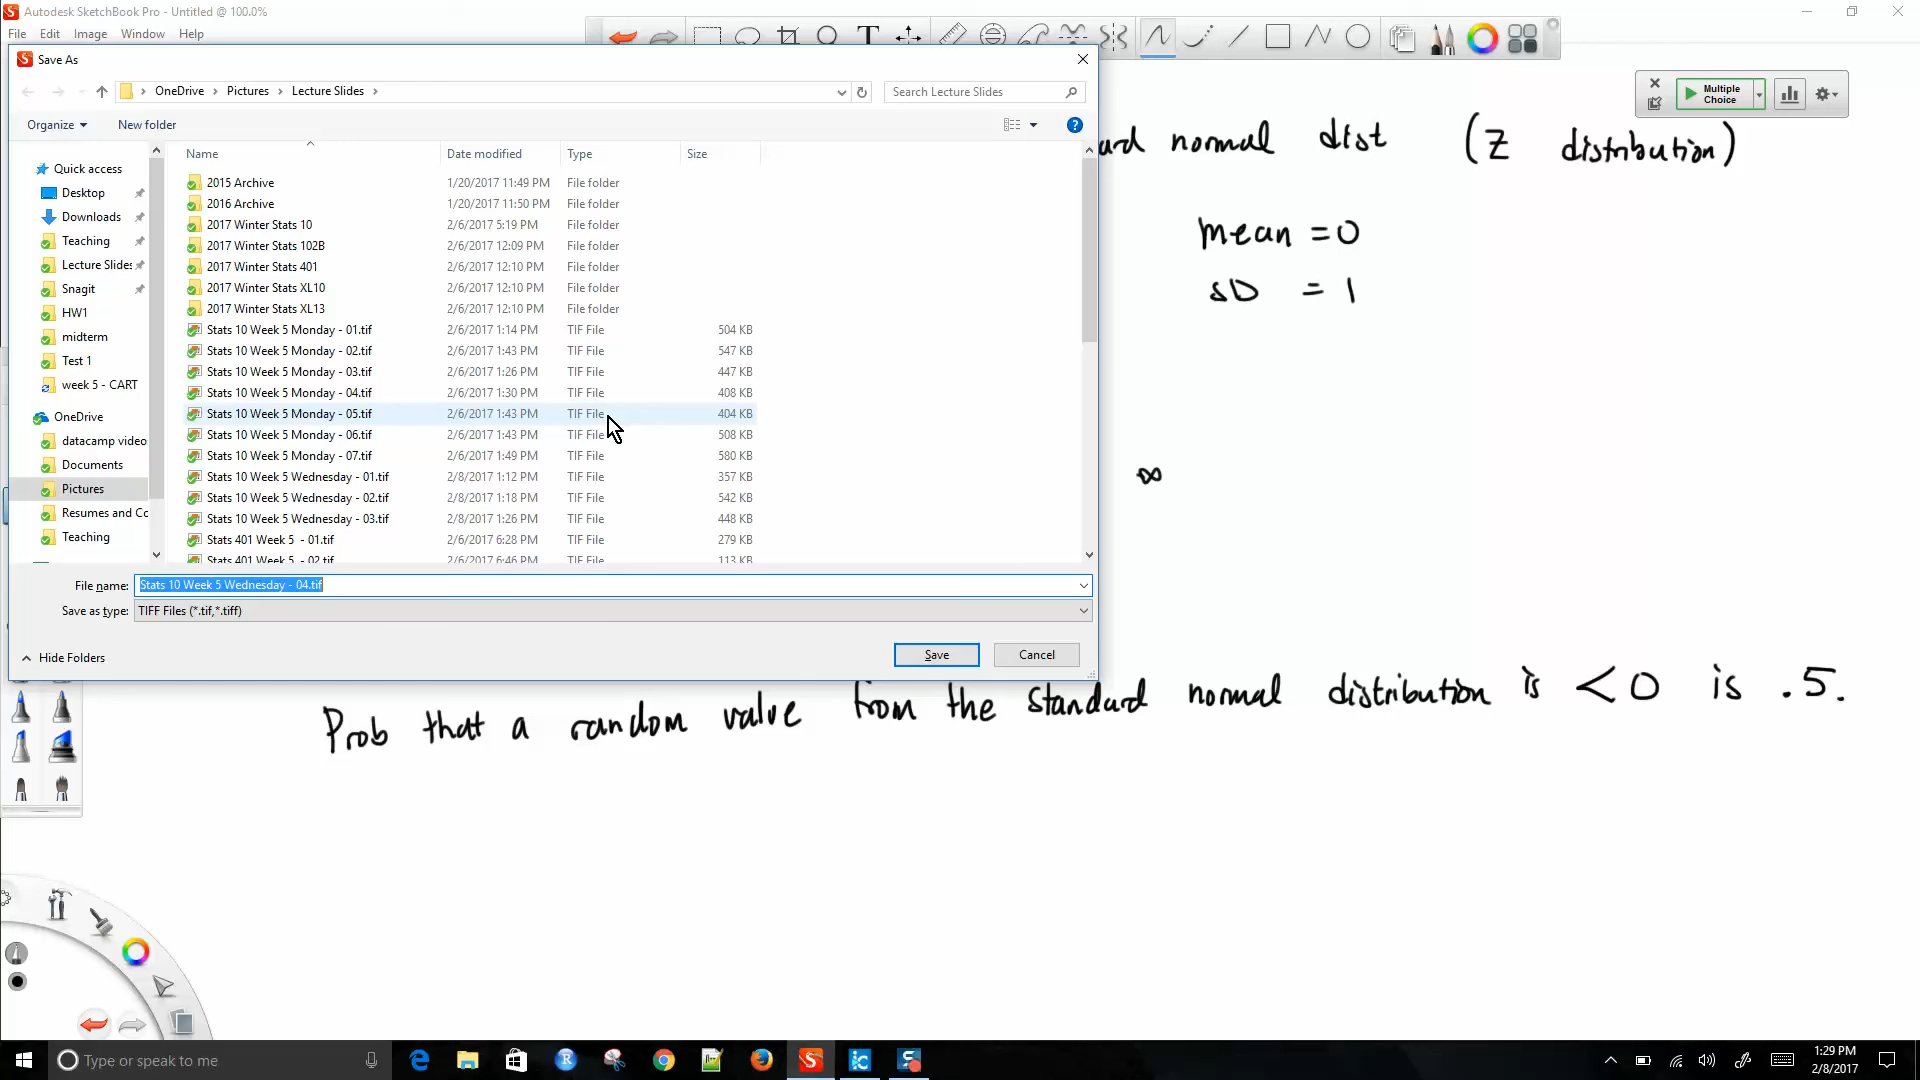 Autodesk SketchBook Pro - Untitled @ 100.0%
File Edit Image Window Help
Save As
OneDrive Pictures Lecture Slides
Search Lecture Slides
Organize New folder
Name Date modified Type Size
Quick access
Desktop
Downloads
Teaching
Lecture Slides
Snagit
HW1
midterm
Test 1
week 5 - CART
OneDrive
datacamp video
Documents
Pictures
Resumes and Co
Teaching
2015 Archive 1/20/2017 11:49 PM File folder
2016 Archive 1/20/2017 11:50 PM File folder
2017 Winter Stats 10 2/6/2017 5:19 PM File folder
2017 Winter Stats 102B 2/6/2017 12:09 PM File folder
2017 Winter Stats 401 2/6/2017 12:10 PM File folder
2017 Winter Stats XL10 2/6/2017 12:10 PM File folder
2017 Winter Stats XL13 2/6/2017 12:10 PM File folder
Stats 10 Week 5 Monday - 01.tif 2/6/2017 1:14 PM TIF File 504 KB
Stats 10 Week 5 Monday - 02.tif 2/6/2017 1:43 PM TIF File 547 KB
Stats 10 Week 5 Monday - 03.tif 2/6/2017 1:26 PM TIF File 447 KB
Stats 10 Week 5 Monday - 04.tif 2/6/2017 1:30 PM TIF File 408 KB
Stats 10 Week 5 Monday - 05.tif 2/6/2017 1:43 PM TIF File 404 KB
Stats 10 Week 5 Monday - 06.tif 2/6/2017 1:43 PM TIF File 508 KB
Stats 10 Week 5 Monday - 07.tif 2/6/2017 1:49 PM TIF File 580 KB
Stats 10 Week 5 Wednesday - 01.tif 2/8/2017 1:12 PM TIF File 357 KB
Stats 10 Week 5 Wednesday - 02.tif 2/8/2017 1:18 PM TIF File 542 KB
Stats 10 Week 5 Wednesday - 03.tif 2/8/2017 1:26 PM TIF File 448 KB
Stats 401 Week 5 - 01.tif 2/6/2017 6:28 PM TIF File 279 KB
Stats 401 Week 5 - 02.tif 2/6/2017 6:46 PM TIF File 113 KB
File name: Stats 10 Week 5 Wednesday - 04.tif
Save as type: TIFF Files (*.tif,*.tiff)
Hide Folders
Save Cancel
Multiple
Choice
ard normal dist (Z distribution)
mean = 0
SD = 1
∞
Prob that a random value from the standard normal distribution is < 0 is .5.
Type or speak to me
1:29 PM
2/8/2017